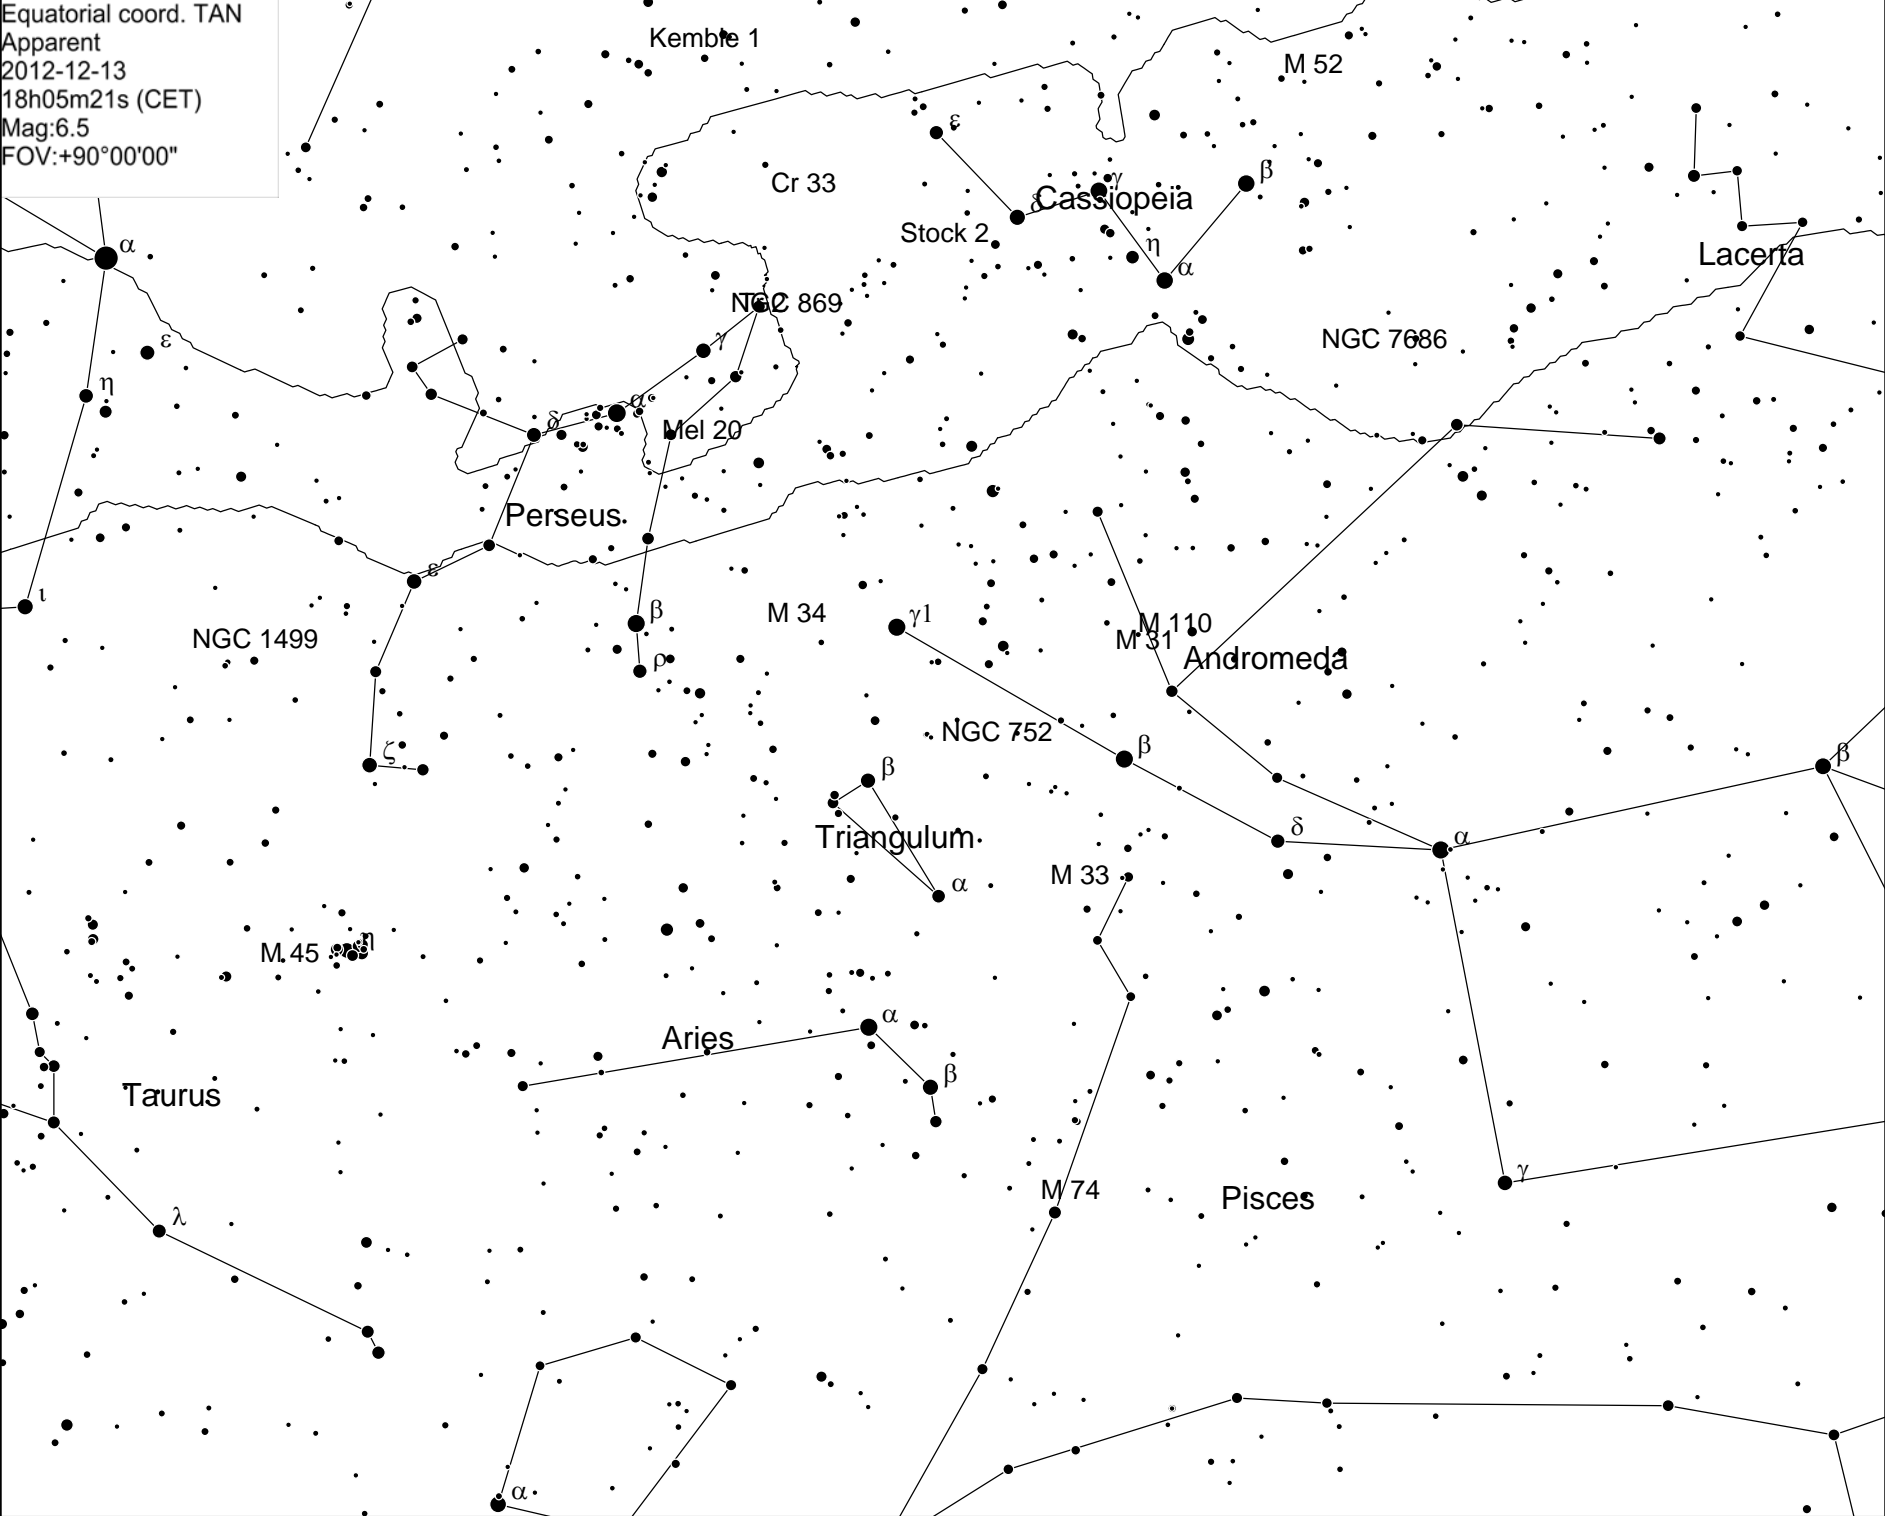 Equatorial coord. TAN
Apparent
2012-12-13
18h05m21s (CET)
Mag:6.5
FOV:+90°00'00"
Kemble 1
M 52
ε
Cr 33
γ
β
δ
Cassiopeia
Stock 2
η
α
Lacerta
α
NGC 869
ε
γ
NGC 7686
η
α
δ
Mel 20
Perseus
ε
ι
β
M 34
γ1
M 110
M 31
NGC 1499
ρ
Andromeda
NGC 752
ζ
β
β
β
Triangulum
δ
α
M 33
α
M 45
η
α
Aries
β
Taurus
γ
M 74
Pisces
λ
α